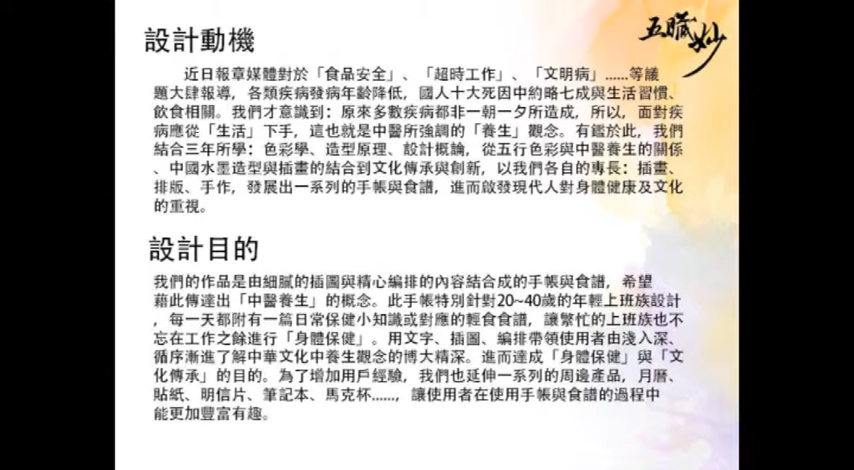 五臟妙
設計動機
近日報章媒體對於「食品安全」、「超時工作」、「文明病」......等議
題大肆報導，各類疾病發病年齡降低，國人十大死因中約略七成與生活習慣、
飲食相關。我們才意識到：原來多數疾病都非一朝一夕所造成，所以，面對疾
病應從「生活」下手，這也就是中醫所強調的「養生」觀念。有鑑於此，我們
結合三年所學：色彩學、造型原理、設計概論，從五行色彩與中醫養生的關係
、中國水墨造型與插畫的結合到文化傳承與創新，以我們各自的專長：插畫、
排版、手作，發展出一系列的手帳與食譜，進而啟發現代人對身體健康及文化
的重視。
設計目的
我們的作品是由細膩的插圖與精心編排的內容結合成的手帳與食譜，希望
藉此傳達出「中醫養生」的概念。此手帳特別針對20~40歲的年輕上班族設計
，每一天都附有一篇日常保健小知識或對應的輕食食譜，讓繁忙的上班族也不
忘在工作之餘進行「身體保健」。用文字、插圖、編排帶領使用者由淺入深、
循序漸進了解中華文化中養生觀念的博大精深。進而達成「身體保健」與「文
化傳承」的目的。為了增加用戶經驗，我們也延伸一系列的周邊產品，月曆、
貼紙、明信片、筆記本、馬克杯......，讓使用者在使用手帳與食譜的過程中
能更加豐富有趣。